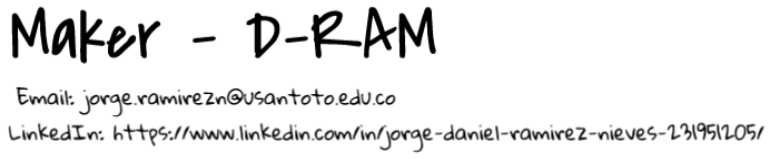 Maker - D-RAM
Email: jorge.ramirezn@usantoto.edu.co
LinkedIn: https://www.linkedin.com/in/jorge-daniel-ramirez-nieves-231951205/